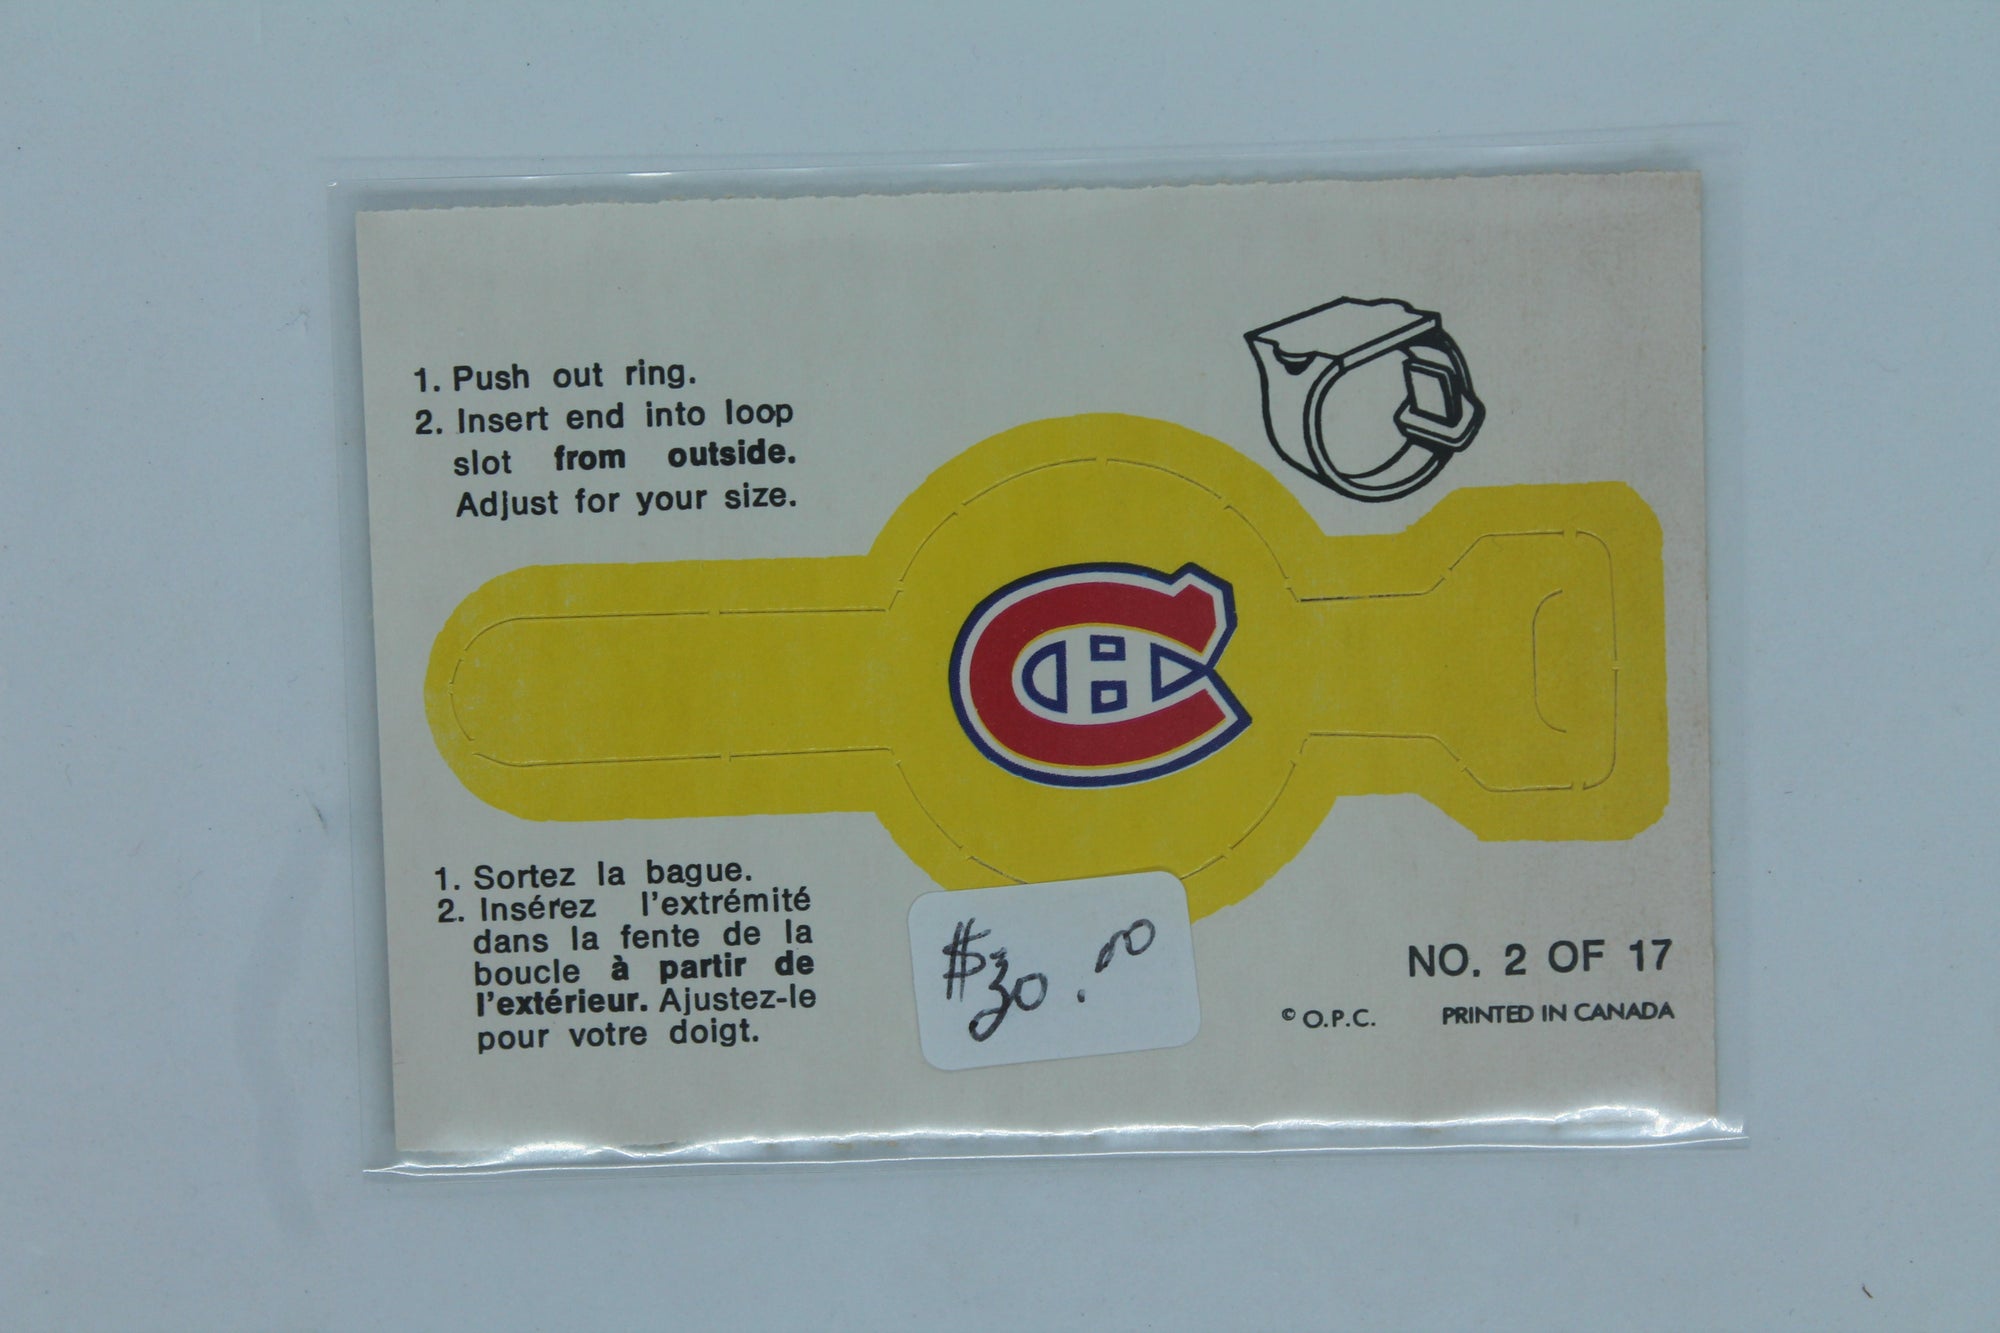 1. Push out ring.
2. Insert end into loop
slot from outside.
Adjust for your size.
1. Sortez la bague.
2. Insérez l'extrémité
dans la fente de la
boucle à partir de
l'extérieur. Ajustez-le
pour votre doigt.
$30.00
NO. 2 OF 17
© O.P.C. PRINTED IN CANADA